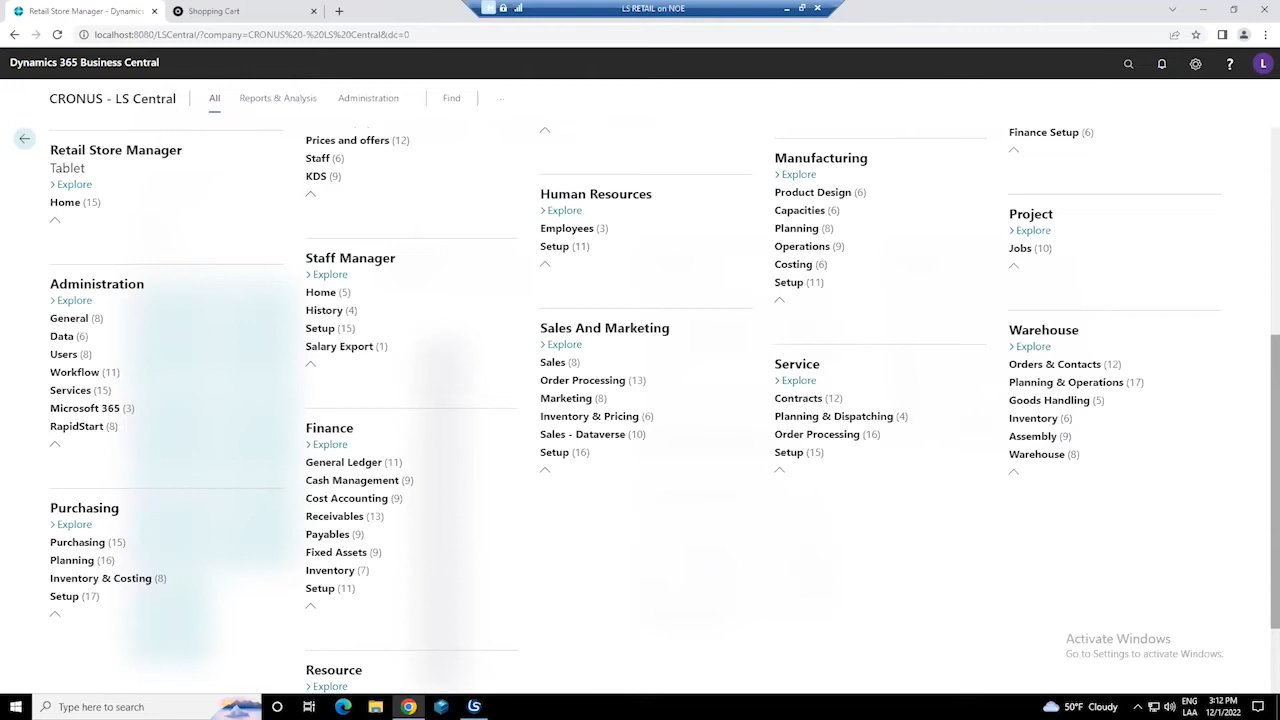 Retail Store Manager - Dynamic
Shopping Cart
LS RETAIL on NOE
localhost:8080/LSCentral/?company=CRONUS%20-%20LS%20Central&dc=0
Dynamics 365 Business Central
L
CRONUS - LS Central
All
Reports & Analysis
Administration
Find
Retail Store Manager
Tablet
Explore
Home (15)
Administration
Explore
General (8)
Data (6)
Users (8)
Workflow (11)
Services (15)
Microsoft 365 (3)
RapidStart (8)
Purchasing
Explore
Purchasing (15)
Planning (16)
Inventory & Costing (8)
Setup (17)
Prices and offers (12)
Staff (6)
KDS (9)
Staff Manager
Explore
Home (5)
History (4)
Setup (15)
Salary Export (1)
Finance
Explore
General Ledger (11)
Cash Management (9)
Cost Accounting (9)
Receivables (13)
Payables (9)
Fixed Assets (9)
Inventory (7)
Setup (11)
Resource
Explore
Human Resources
Explore
Employees (3)
Setup (11)
Sales And Marketing
Explore
Sales (8)
Order Processing (13)
Marketing (8)
Inventory & Pricing (6)
Sales - Dataverse (10)
Setup (16)
Manufacturing
Explore
Product Design (6)
Capacities (6)
Planning (8)
Operations (9)
Costing (6)
Setup (11)
Service
Explore
Contracts (12)
Planning & Dispatching (4)
Order Processing (16)
Setup (15)
Finance Setup (6)
Project
Explore
Jobs (10)
Warehouse
Explore
Orders & Contacts (12)
Planning & Operations (17)
Goods Handling (5)
Inventory (6)
Assembly (9)
Warehouse (8)
Activate Windows
Go to Settings to activate Windows.
Type here to search
50°F Cloudy
ENG
LAA
3:12 PM
12/1/2022